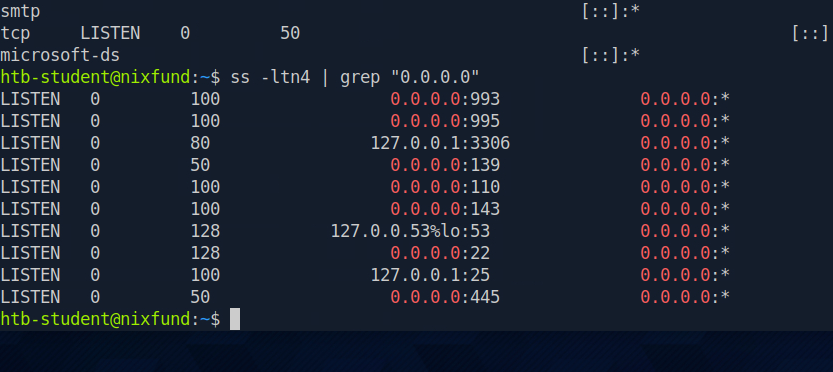 smtp [::]:*
tcp LISTEN 0 50 [::]
microsoft-ds [::]:*
htb-student@nixfund:~$ ss -ltn4 | grep "0.0.0.0"
LISTEN 0 100 0.0.0.0:993 0.0.0.0:*
LISTEN 0 100 0.0.0.0:995 0.0.0.0:*
LISTEN 0 80 127.0.0.1:3306 0.0.0.0:*
LISTEN 0 50 0.0.0.0:139 0.0.0.0:*
LISTEN 0 100 0.0.0.0:110 0.0.0.0:*
LISTEN 0 100 0.0.0.0:143 0.0.0.0:*
LISTEN 0 128 127.0.0.53%lo:53 0.0.0.0:*
LISTEN 0 128 0.0.0.0:22 0.0.0.0:*
LISTEN 0 100 127.0.0.1:25 0.0.0.0:*
LISTEN 0 50 0.0.0.0:445 0.0.0.0:*
htb-student@nixfund:~$